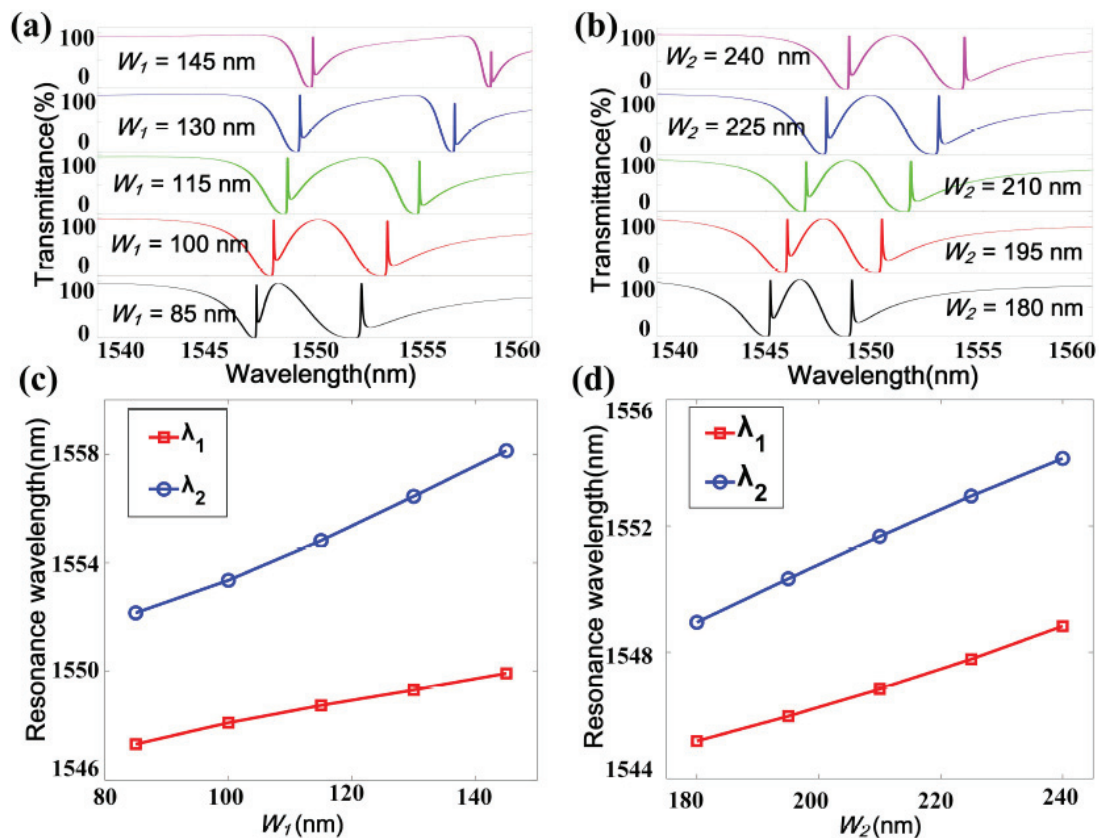 (a)
Transmittance(%)
100
W1 = 145 nm
0
100
W1 = 130 nm
0
100
W1 = 115 nm
0
100
W1 = 100 nm
0
100
W1 = 85 nm
0
1540 1545 1550 1555 1560
Wavelength(nm)
(b)
Transmittance(%)
100
W2 = 240 nm
0
100
W2 = 225 nm
0
100
W2 = 210 nm
0
100
W2 = 195 nm
0
100
W2 = 180 nm
0
1540 1545 1550 1555 1560
Wavelength(nm)
(c)
Resonance wavelength(nm)
1558
1554
1550
1546
λ1
λ2
80 100 120 140
W1(nm)
(d)
Resonance wavelength(nm)
1556
1552
1548
1544
λ1
λ2
180 200 220 240
W2(nm)